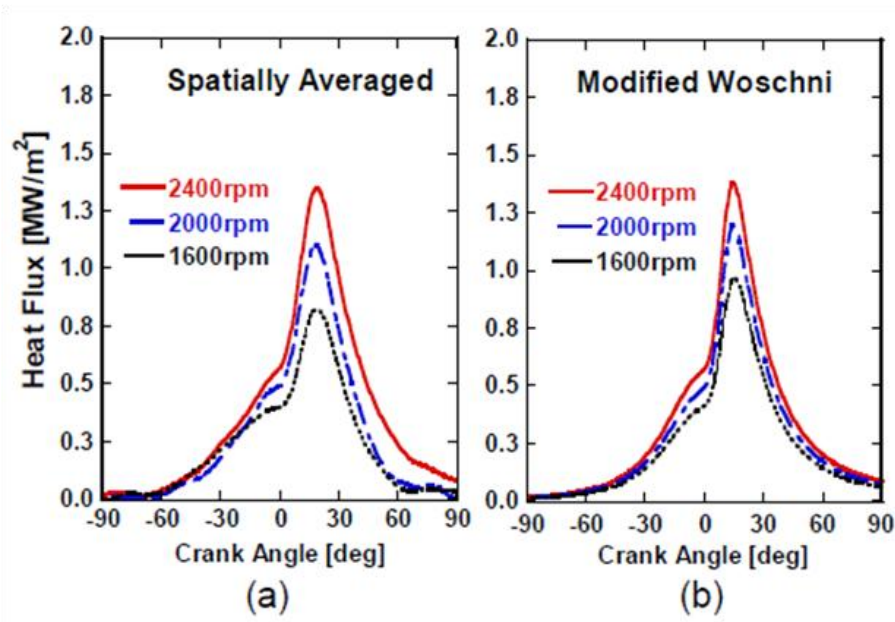 Heat Flux [MW/m²]
2.0
1.8
1.5
1.3
1.0
0.8
0.5
0.3
0.0
Spatially Averaged
2400rpm
2000rpm
1600rpm
-90 -60 -30 0 30 60 90
Crank Angle [deg]
(a)
2.0
1.8
1.5
1.3
1.0
0.8
0.5
0.3
0.0
Modified Woschni
2400rpm
2000rpm
1600rpm
-90 -60 -30 0 30 60 90
Crank Angle [deg]
(b)